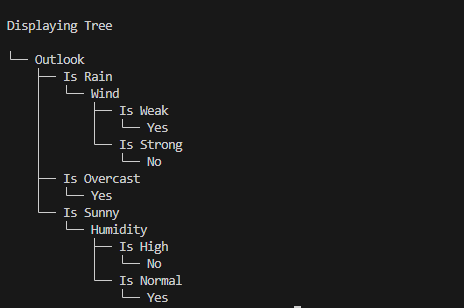 Displaying Tree
└── Outlook
    ├── Is Rain
    │   └── Wind
    │       ├── Is Weak
    │       │   └── Yes
    │       └── Is Strong
    │           └── No
    ├── Is Overcast
    │   └── Yes
    └── Is Sunny
        └── Humidity
            ├── Is High
            │   └── No
            └── Is Normal
                └── Yes